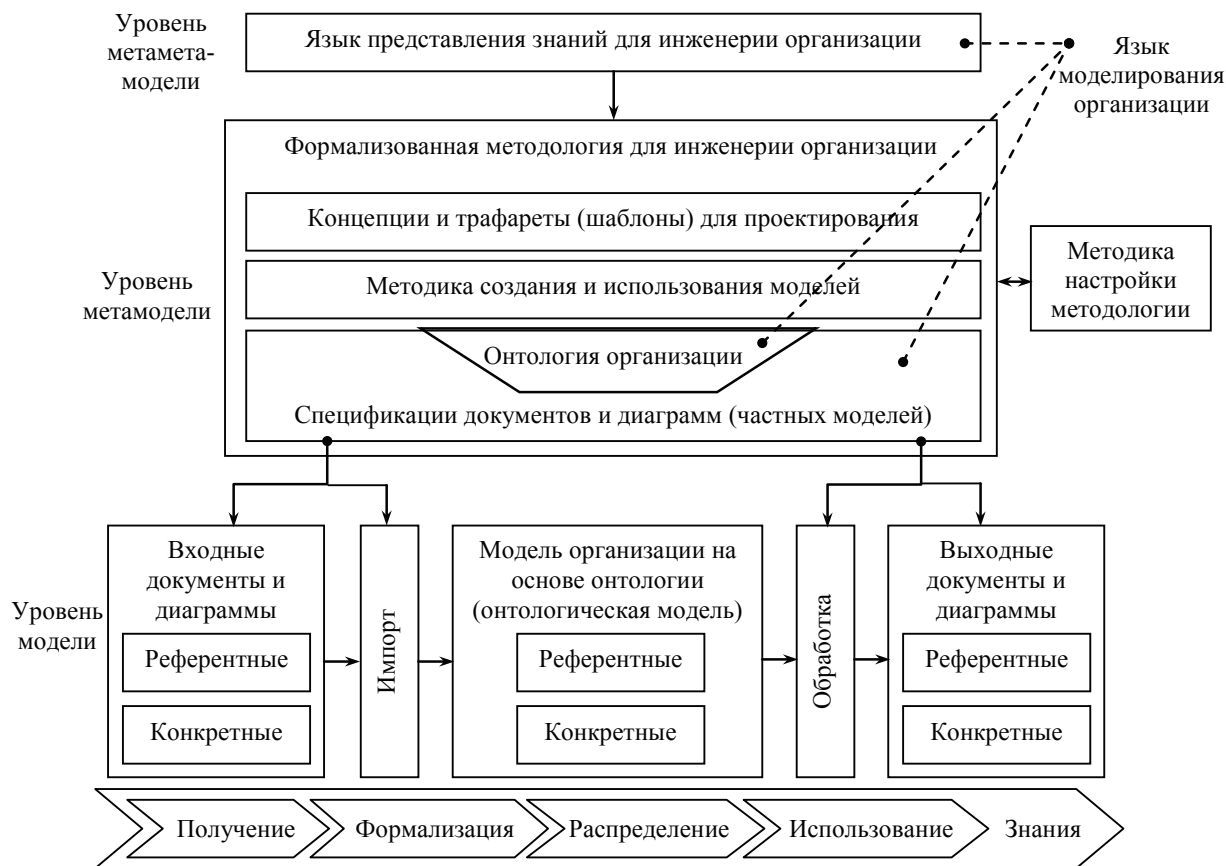 Уровень
метамета-
модели
Язык представления знаний для инженерии организации
Язык
моделирования
организации
Формализованная методология для инженерии организации
Концепции и трафареты (шаблоны) для проектирования
Уровень
метамодели
Методика создания и использования моделей
Методика
настройки
методологии
Онтология организации
Спецификации документов и диаграмм (частных моделей)
Уровень
модели
Входные
документы и
диаграммы
Референтные
Конкретные
Импорт
Модель организации на
основе онтологии
(онтологическая модель)
Референтные
Конкретные
Обработка
Выходные
документы и
диаграммы
Референтные
Конкретные
Получение
Формализация
Распределение
Использование
Знания